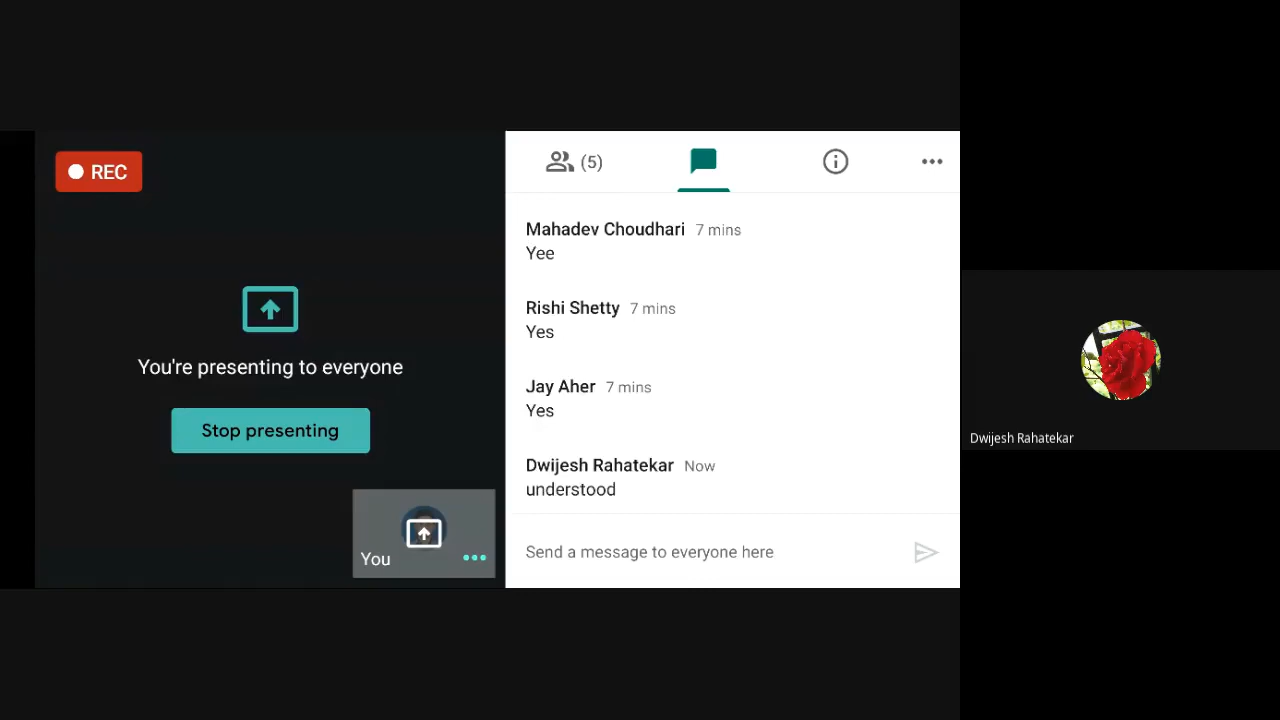 REC
You're presenting to everyone
Stop presenting
You
(5)
Mahadev Choudhari 7 mins
Yee
Rishi Shetty 7 mins
Yes
Jay Aher 7 mins
Yes
Dwijesh Rahatekar Now
understood
Send a message to everyone here
Dwijesh Rahatekar